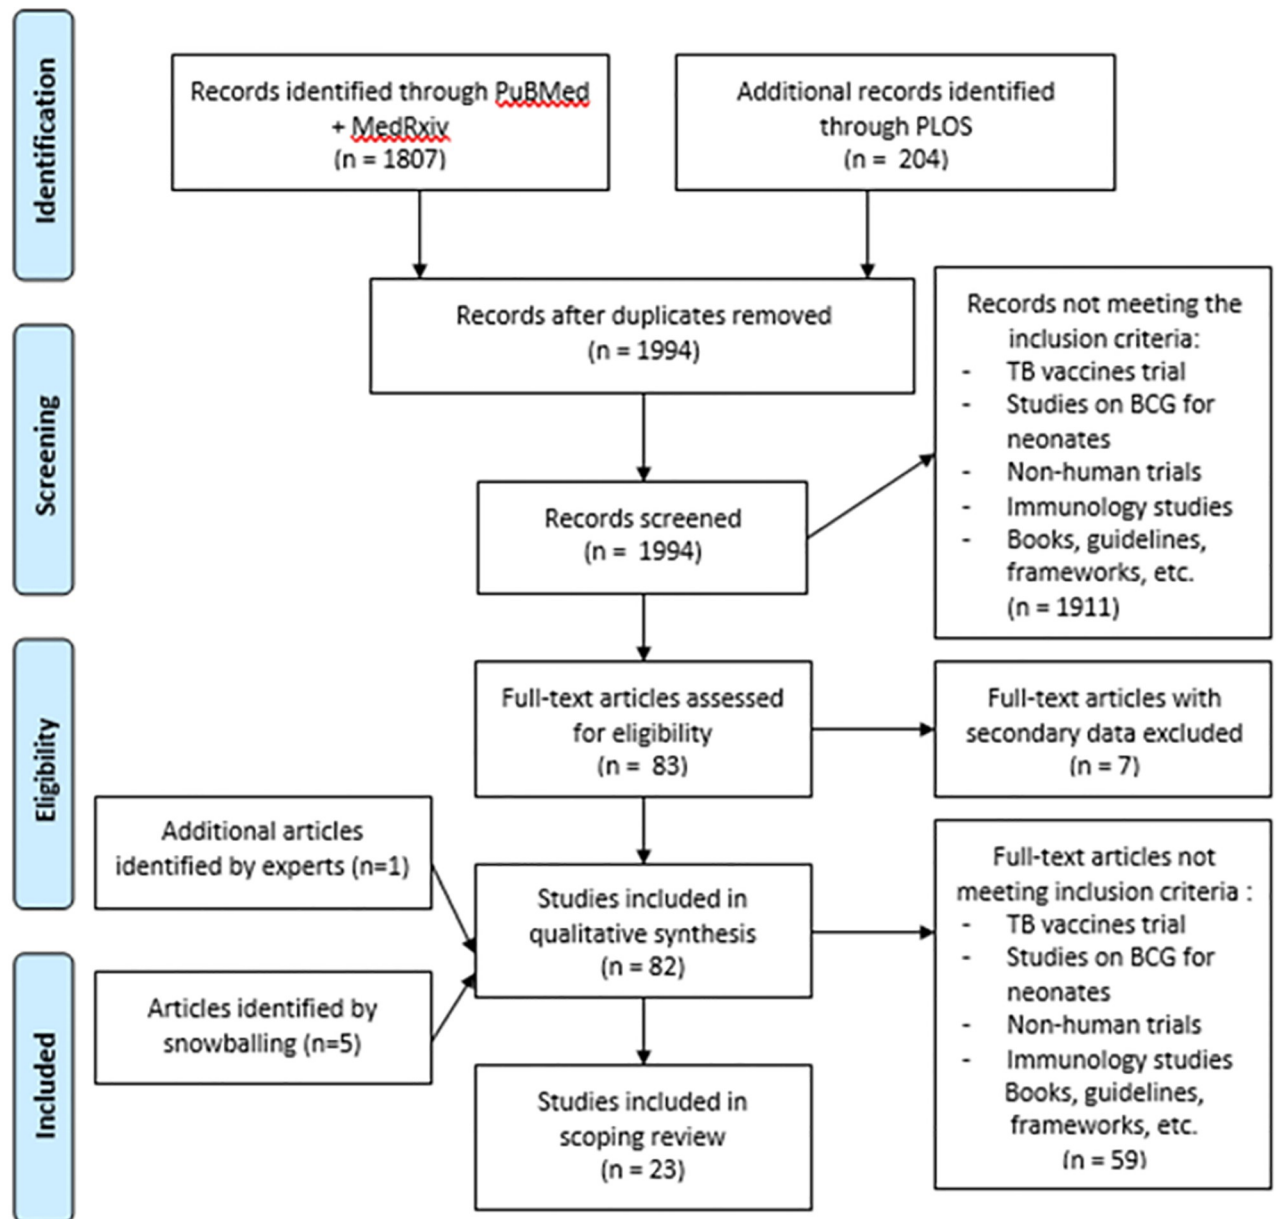 Identification
Records identified through PuBMed
+ MedRxiv
(n = 1807)
Additional records identified
through PLOS
(n = 204)
Records after duplicates removed
(n = 1994)
Records not meeting the
inclusion criteria:
- TB vaccines trial
- Studies on BCG for
neonates
- Non-human trials
- Immunology studies
- Books, guidelines,
frameworks, etc.
(n = 1911)
Screening
Records screened
(n = 1994)
Eligibility
Full-text articles assessed
for eligibility
(n = 83)
Full-text articles with
secondary data excluded
(n = 7)
Additional articles
identified by experts (n=1)
Studies included in
qualitative synthesis
(n = 82)
Full-text articles not
meeting inclusion criteria :
- TB vaccines trial
- Studies on BCG for
neonates
- Non-human trials
- Immunology studies
Books, guidelines,
frameworks, etc.
(n = 59)
Included
Articles identified by
snowballing (n=5)
Studies included in
scoping review
(n = 23)